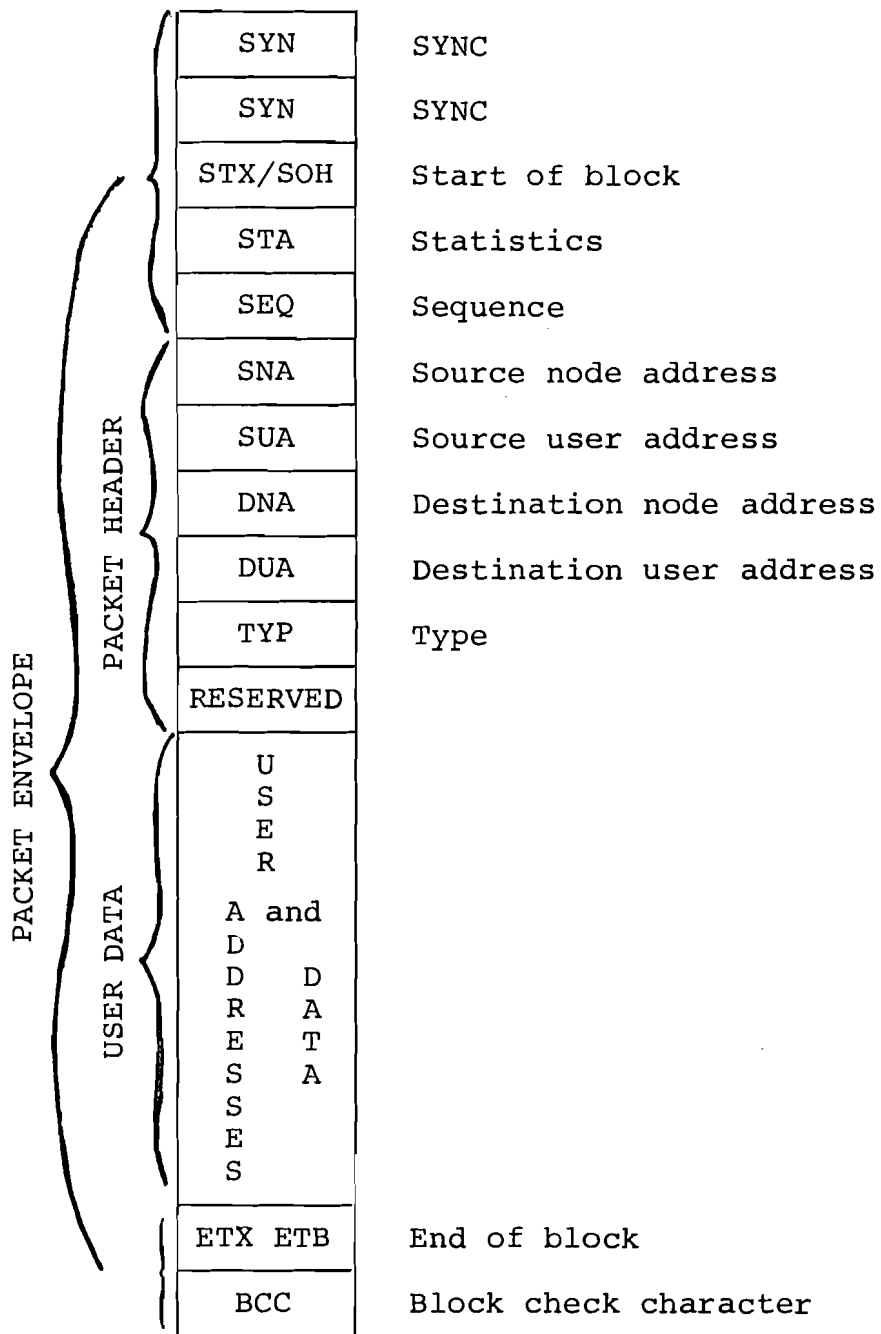 SYN SYNC
SYN SYNC
STX/SOH Start of block
STA Statistics
SEQ Sequence
SNA Source node address
SUA Source user address
DNA Destination node address
DUA Destination user address
TYP Type
RESERVED
PACKET HEADER
PACKET ENVELOPE
USER DATA
USER
ADDRESSES
and
DATA
ETX ETB End of block
BCC Block check character